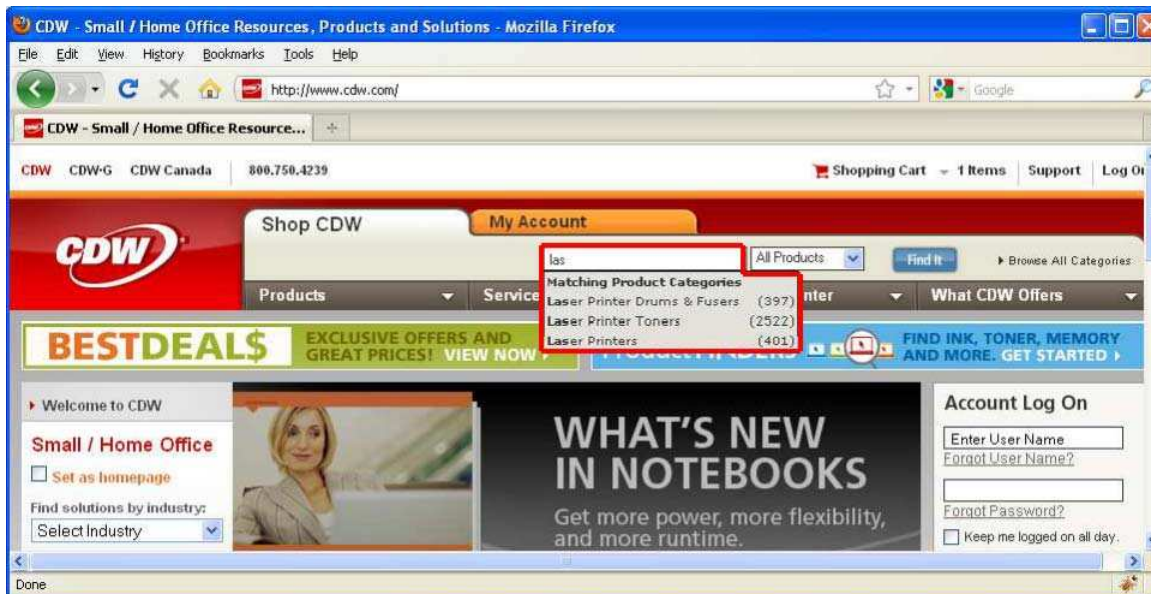 CDW - Small / Home Office Resources, Products and Solutions - Mozilla Firefox
File Edit View History Bookmarks Tools Help
http://www.cdw.com/
Google
CDW - Small / Home Office Resource...
CDW CDW·G CDW Canada 800.750.4239 Shopping Cart 1 Items Support Log
CDW
Shop CDW My Account
las All Products Find It Browse All Categories
Matching Product Categories
Laser Printer Drums & Fusers (397)
Laser Printer Toners (2522)
Laser Printers (401)
Products What CDW Offers
BESTDEAL$ EXCLUSIVE OFFERS AND
GREAT PRICES! VIEW NOW
FIND INK, TONER, MEMORY
AND MORE. GET STARTED
Welcome to CDW
Small / Home Office
Set as homepage
Find solutions by industry:
Select Industry
WHAT'S NEW
IN NOTEBOOKS
Get more power, more flexibility,
and more runtime.
Account Log On
Enter User Name
Forgot User Name?
Forgot Password?
Keep me logged on all day.
Done